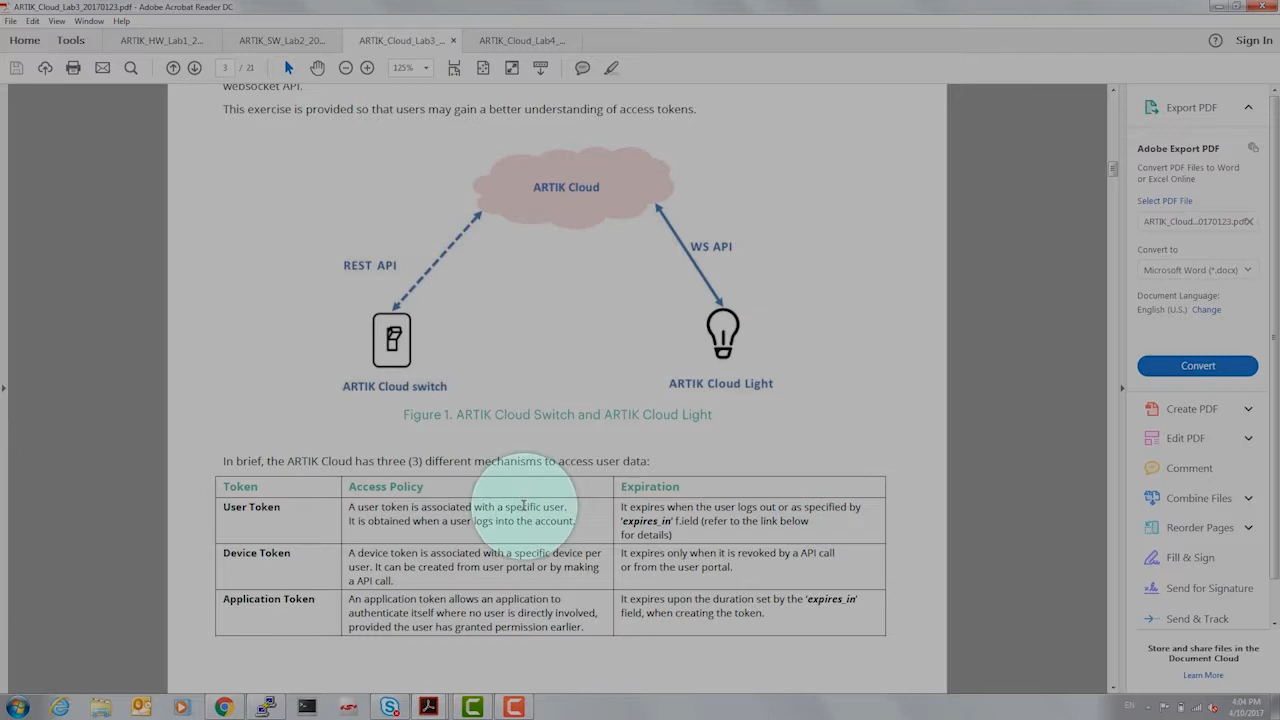 ARTIK_Cloud_Lab3_20170123.pdf - Adobe Acrobat Reader DC
File Edit View Window Help
Home Tools ARTIK_HW_Lab1_2... ARTIK_SW_Lab2_20... ARTIK_Cloud_Lab3_... × ARTIK_Cloud_Lab4_... Sign In
3 / 21 125%
websocket API.
This exercise is provided so that users may gain a better understanding of access tokens.
ARTIK Cloud
REST API
WS API
ARTIK Cloud switch
ARTIK Cloud Light
Figure 1. ARTIK Cloud Switch and ARTIK Cloud Light
In brief, the ARTIK Cloud has three (3) different mechanisms to access user data:
Token Access Policy Expiration
User Token
A user token is associated with a specific user.
It is obtained when a user logs into the account.
It expires when the user logs out or as specified by
'expires_in' f.ield (refer to the link below
for details)
Device Token
A device token is associated with a specific device per
user. It can be created from user portal or by making
a API call.
It expires only when it is revoked by a API call
or from the user portal.
Application Token
An application token allows an application to
authenticate itself where no user is directly involved,
provided the user has granted permission earlier.
It expires upon the duration set by the 'expires_in'
field, when creating the token.
Export PDF
Adobe Export PDF
Convert PDF Files to Word
or Excel Online
Select PDF File
ARTIK_Cloud...0170123.pdf
Convert to
Microsoft Word (*.docx)
Document Language:
English (U.S.) Change
Convert
Create PDF
Edit PDF
Comment
Combine Files
Reorder Pages
Fill & Sign
Send for Signature
Send & Track
Store and share files in the
Document Cloud
Learn More
EN
4:04 PM
4/10/2017